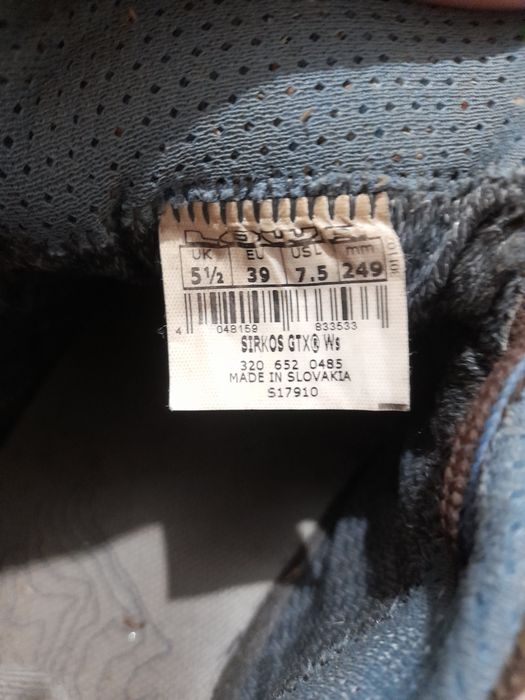 UK EU USL mm
5½ 39 7.5 249
4 048159 833533
SIRKOS GTX® Ws
320 652 0485
MADE IN SLOVAKIA
S17910